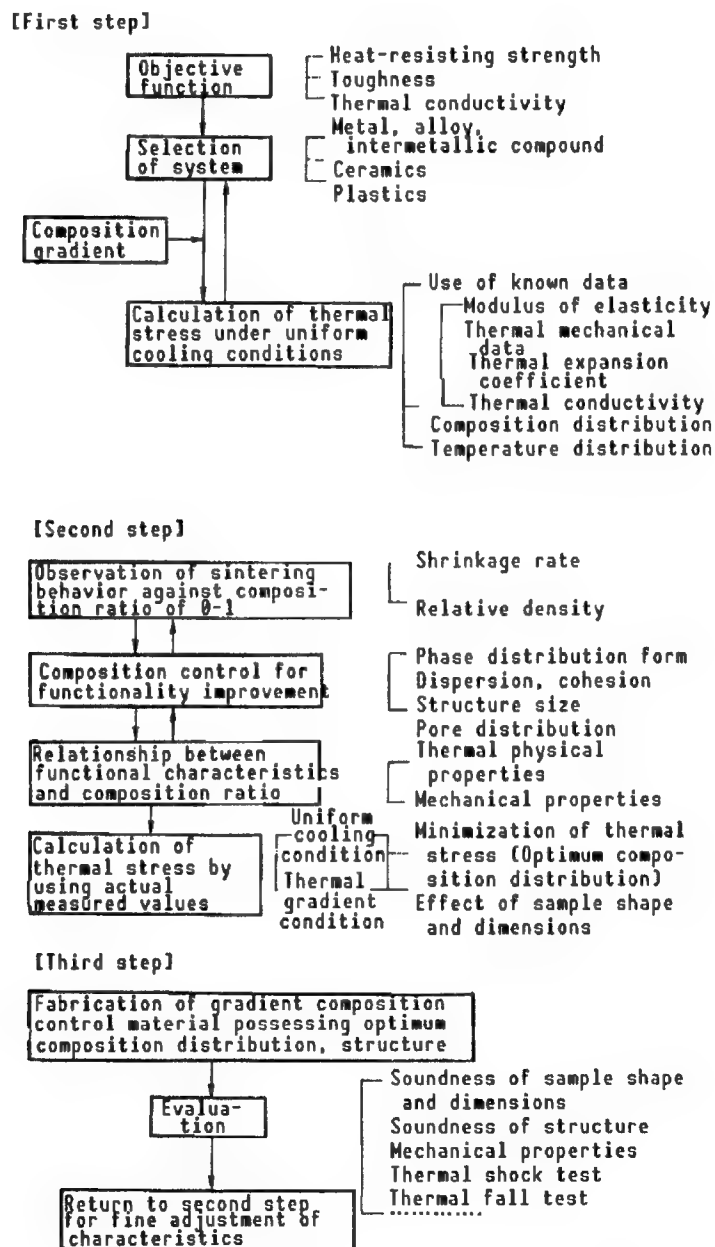 [First step]
Objective
function
Heat-resisting strength
Toughness
Thermal conductivity
Selection
of system
Metal, alloy,
intermetallic compound
Ceramics
Plastics
Composition
gradient
Calculation of thermal
stress under uniform
cooling conditions
Use of known data
Modulus of elasticity
Thermal mechanical
data
Thermal expansion
coefficient
Thermal conductivity
Composition distribution
Temperature distribution
[Second step]
Observation of sintering
behavior against composi-
tion ratio of 0-1
Shrinkage rate
Relative density
Composition control for
functionality improvement
Phase distribution form
Dispersion, cohesion
Structure size
Pore distribution
Relationship between
functional characteristics
and composition ratio
Thermal physical
properties
Mechanical properties
Calculation of
thermal stress by
using actual
measured values
Uniform
cooling
condition
Thermal
gradient
condition
Minimization of thermal
stress (Optimum compo-
sition distribution)
Effect of sample shape
and dimensions
[Third step]
Fabrication of gradient composition
control material possessing optimum
composition distribution, structure
Evalua-
tion
Soundness of sample shape
and dimensions
Soundness of structure
Mechanical properties
Thermal shock test
Thermal fall test
..........
Return to second step
for fine adjustment of
characteristics